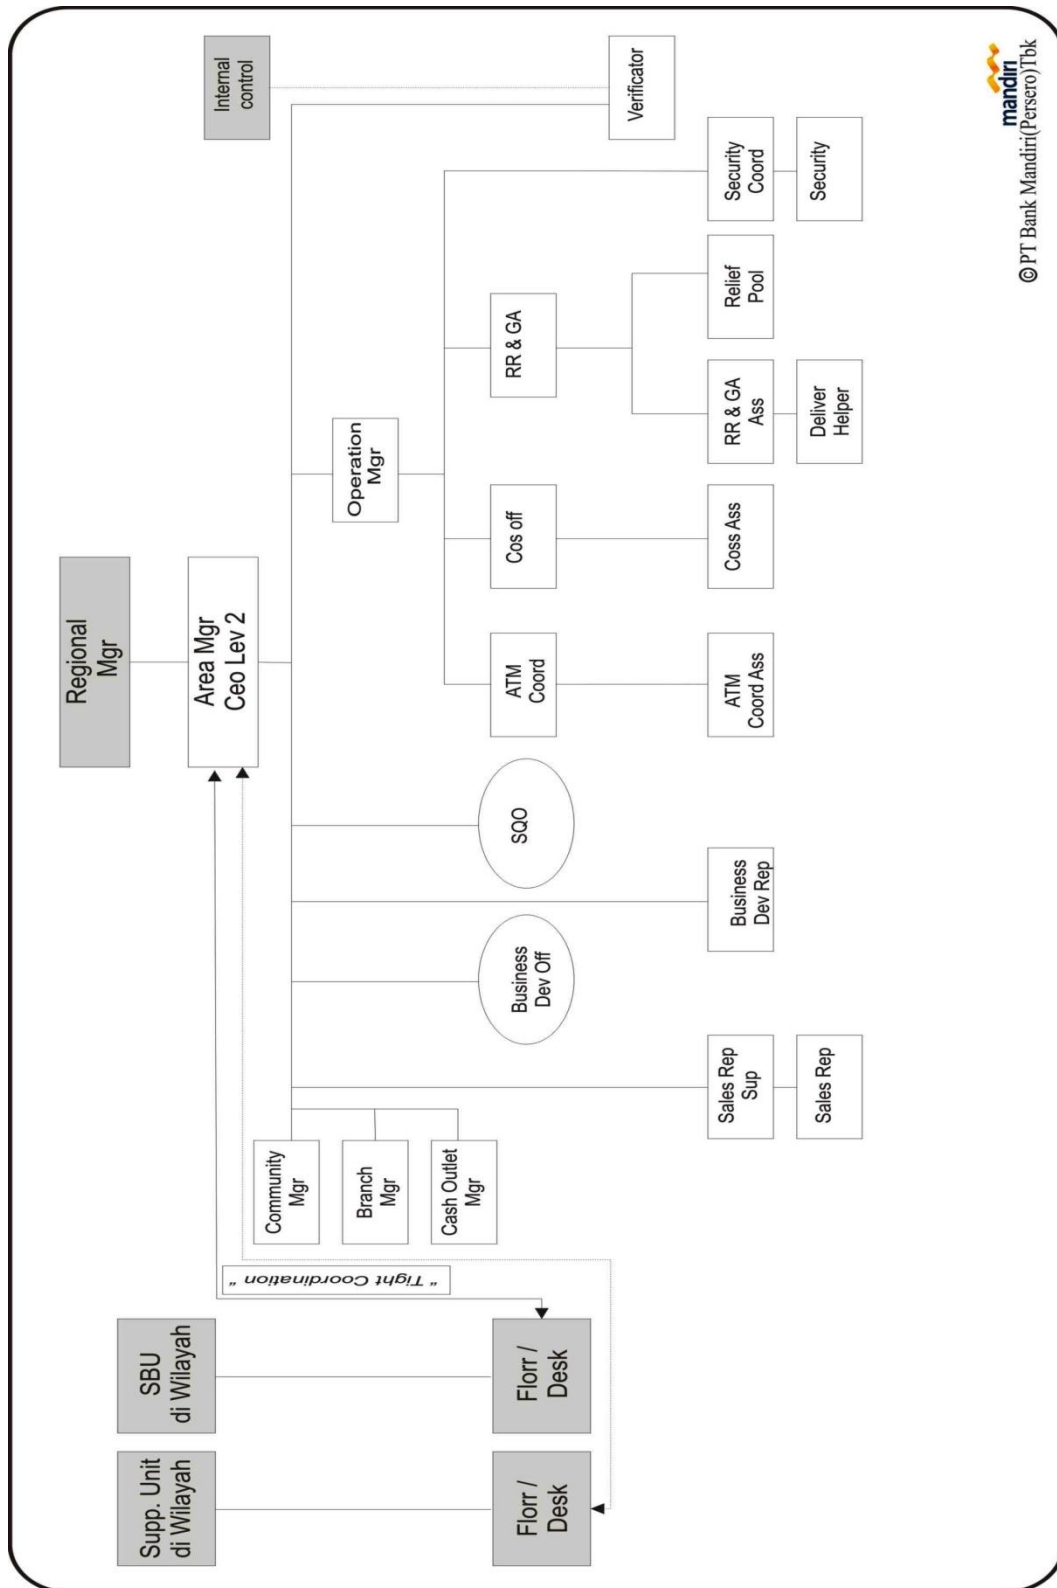 Supp. Unit
di Wilayah
SBU
di Wilayah
Regional
Mgr
Internal
control
Area Mgr
Ceo Lev 2
" Tight Coordination "
Community
Mgr
Branch
Mgr
Cash Outlet
Mgr
Operation
Mgr
Florr /
Desk
Florr /
Desk
Business
Dev Off
SQO
ATM
Coord
Cos off
RR & GA
Verificator
Sales Rep
Sup
Business
Dev Rep
ATM
Coord Ass
Coss Ass
RR & GA
Ass
Relief
Pool
Security
Coord
Sales Rep
Deliver
Helper
Security
mandiri
©PT Bank Mandiri(Persero)Tbk